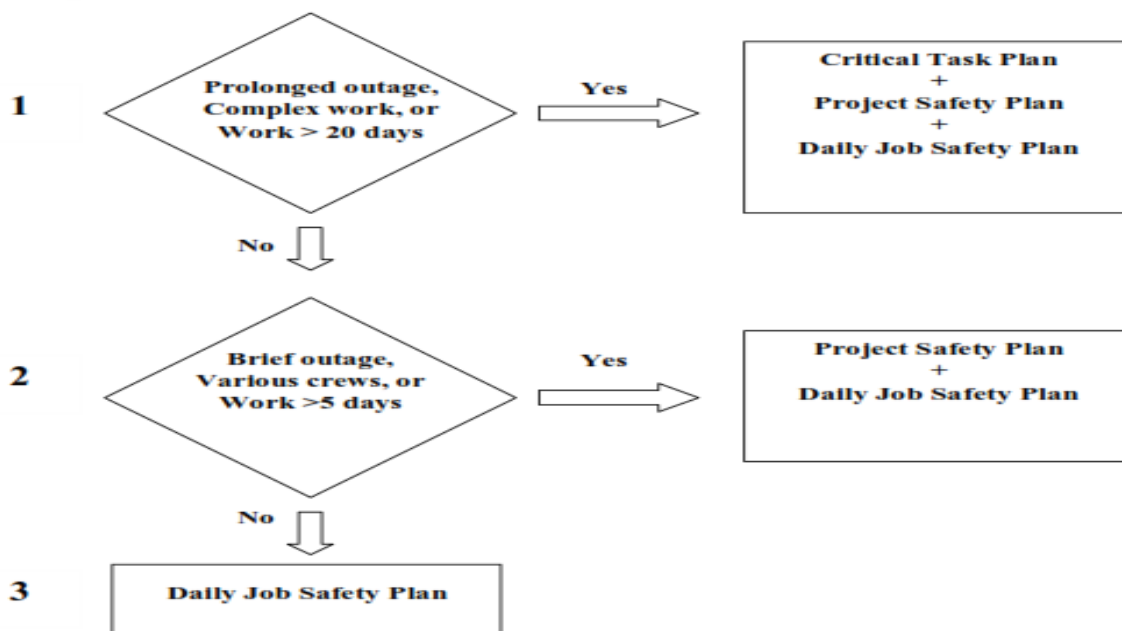 1
Prolonged outage,
Complex work, or
Work > 20 days
Yes
Critical Task Plan
+
Project Safety Plan
+
Daily Job Safety Plan
No
2
Brief outage,
Various crews, or
Work >5 days
Yes
Project Safety Plan
+
Daily Job Safety Plan
No
3
Daily Job Safety Plan